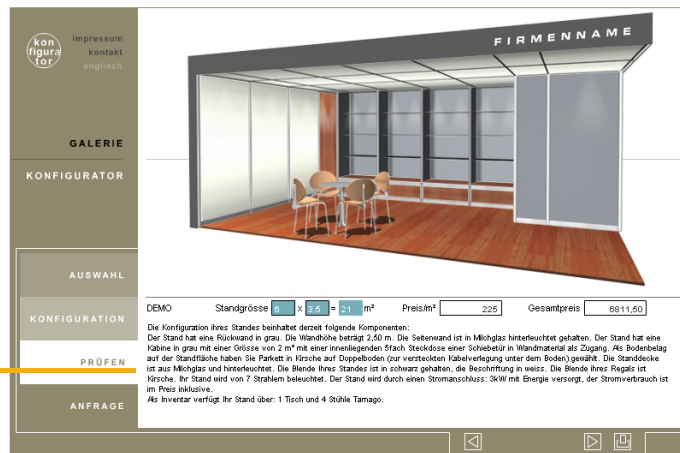 kon
figura
tor
impressum
kontakt
englisch
FIRMENNAME
GALERIE
KONFIGURATOR
AUSWAHL
KONFIGURATION
PRÜFEN
ANFRAGE
DEMO Standgrösse 6 x 3,5 = 21 m² Preis/m² 225 Gesamtpreis 6811,50
Die Konfiguration ihres Standes beinhaltet derzeit folgende Komponenten:
Der Stand hat eine Rückwand in grau. Die Wandhöhe beträgt 2,50 m. Die Seitenwand ist in Milchglas hinterleuchtet gehalten. Der Stand hat eine
Kabine in grau mit einer Grösse von 2 m² mit einer innenliegenden 5fach Steckdose einer Schiebetür in Wandmaterial als Zugang. Als Bodenbelag
auf der Standfläche haben Sie Parkett in Kirsche auf Doppelboden (zur versteckten Kabelverlegung unter dem Boden) gewählt. Die Standdecke
ist aus Milchglas und hinterleuchtet. Die Blende Ihres Standes ist in schwarz gehalten, die Beschriftung in weiss. Die Blende ihres Regals ist
Kirsche. Ihr Stand wird von 7 Strahlern beleuchtet. Der Stand wird durch einen Stromanschluss: 3kW mit Energie versorgt, der Stromverbrauch ist
im Preis inklusive.
Als Inventar verfügt Ihr Stand über: 1 Tisch und 4 Stühle Tamago.